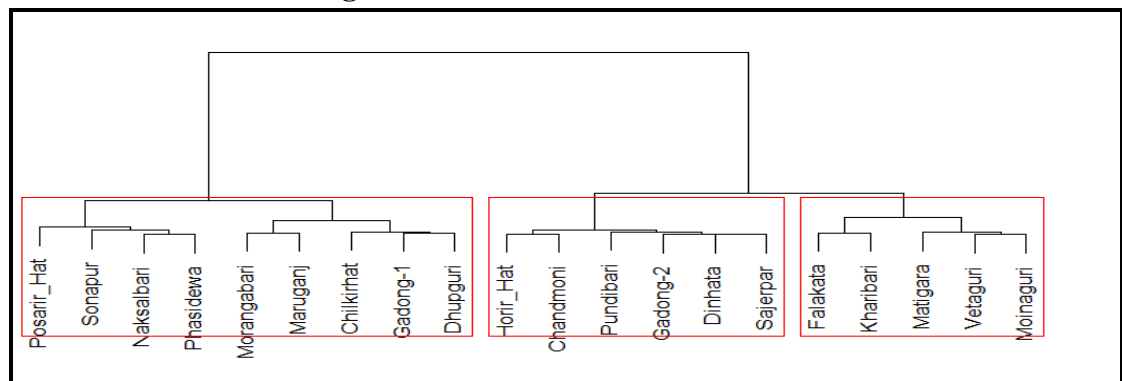 Posarir_Hat
Sonapur
Naksalbari
Phasidewa
Morangabari
Maruganj
Chilikirhat
Gadong-1
Dhupguri
Horir_Hat
Chandmoni
Pundibari
Gadong-2
Dinhata
Sajerpar
Falakata
Kharibari
Matigara
Vetaguri
Moinaguri